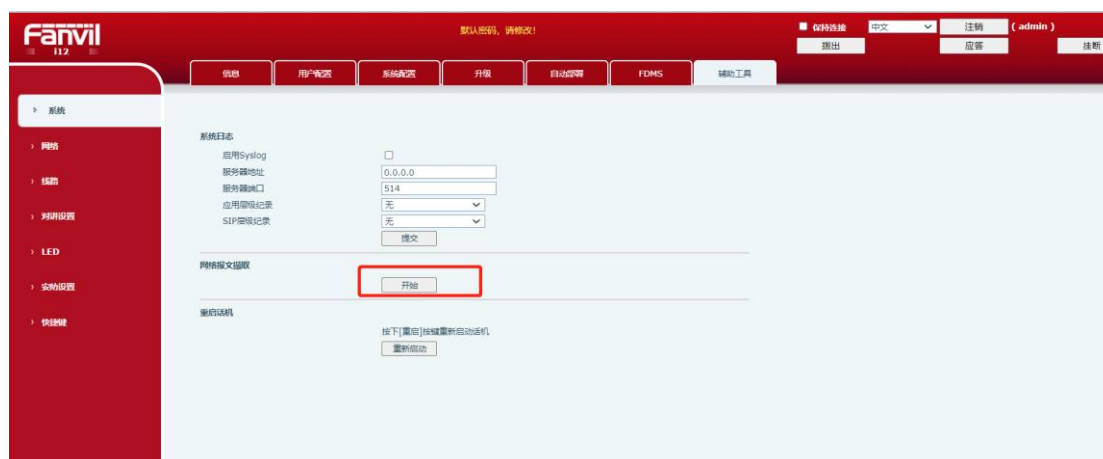 Fanvil
i12
默认密码，请修改!
保持连接 中文 注销 ( admin )
拨出 应答 挂断
信息 用户配置 系统配置 升级 自动部署 FDMS 辅助工具
系统
网络
线路
对讲设置
LED
安防设置
快捷键
系统日志
启用Syslog
服务器地址 0.0.0.0
服务器端口 514
应用层级纪录 无
SIP层级纪录 无
提交
网络报文撷取
开始
重启话机
按下[重启]按键重新启动话机
重新启动